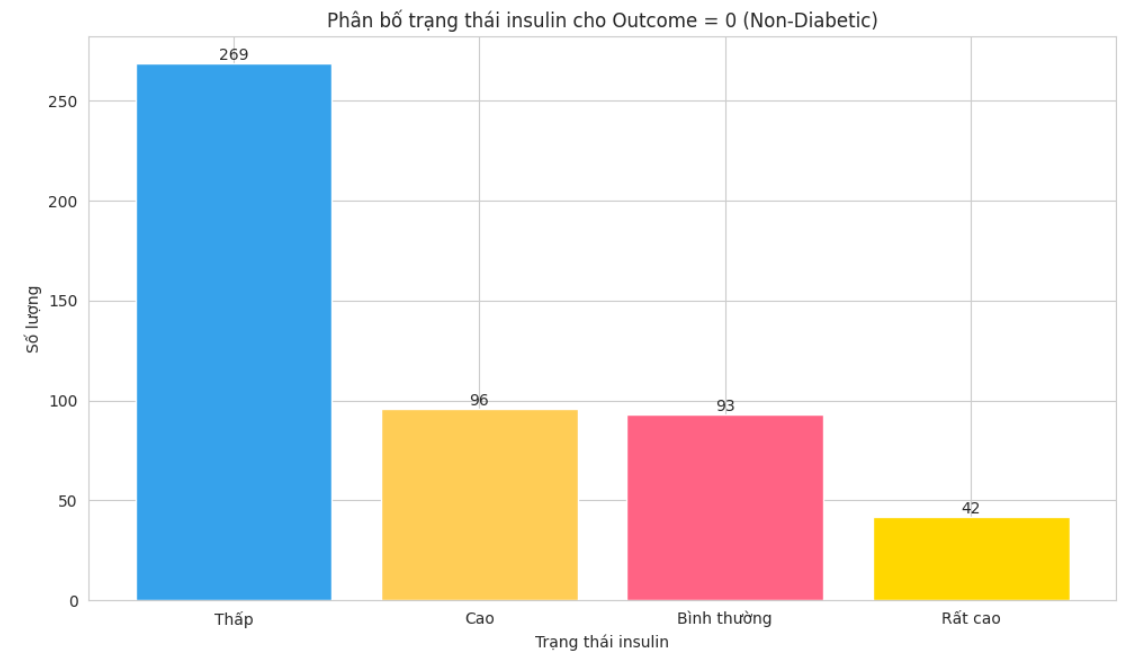 Phân bố trạng thái insulin cho Outcome = 0 (Non-Diabetic)
269
250
200
150
Số lượng
100
96
93
50
42
0
Thấp
Cao
Bình thường
Rất cao
Trạng thái insulin